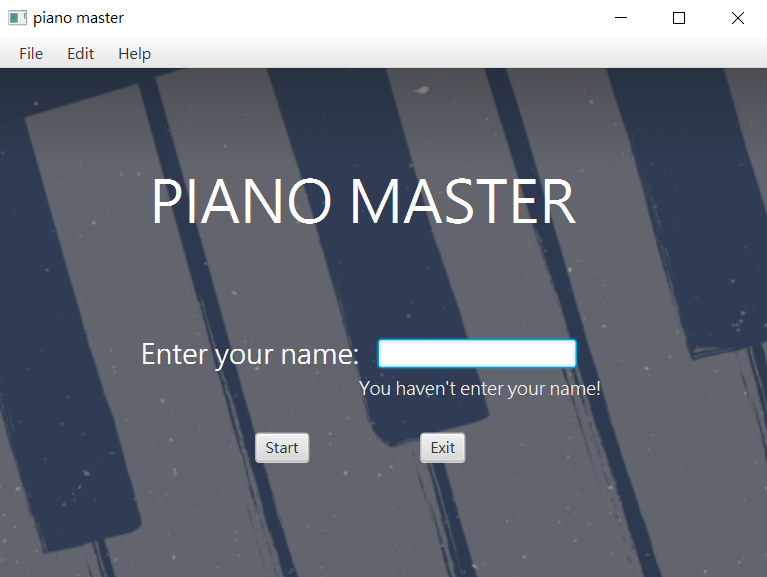 piano master
File Edit Help
PIANO MASTER
Enter your name:
You haven't enter your name!
Start Exit